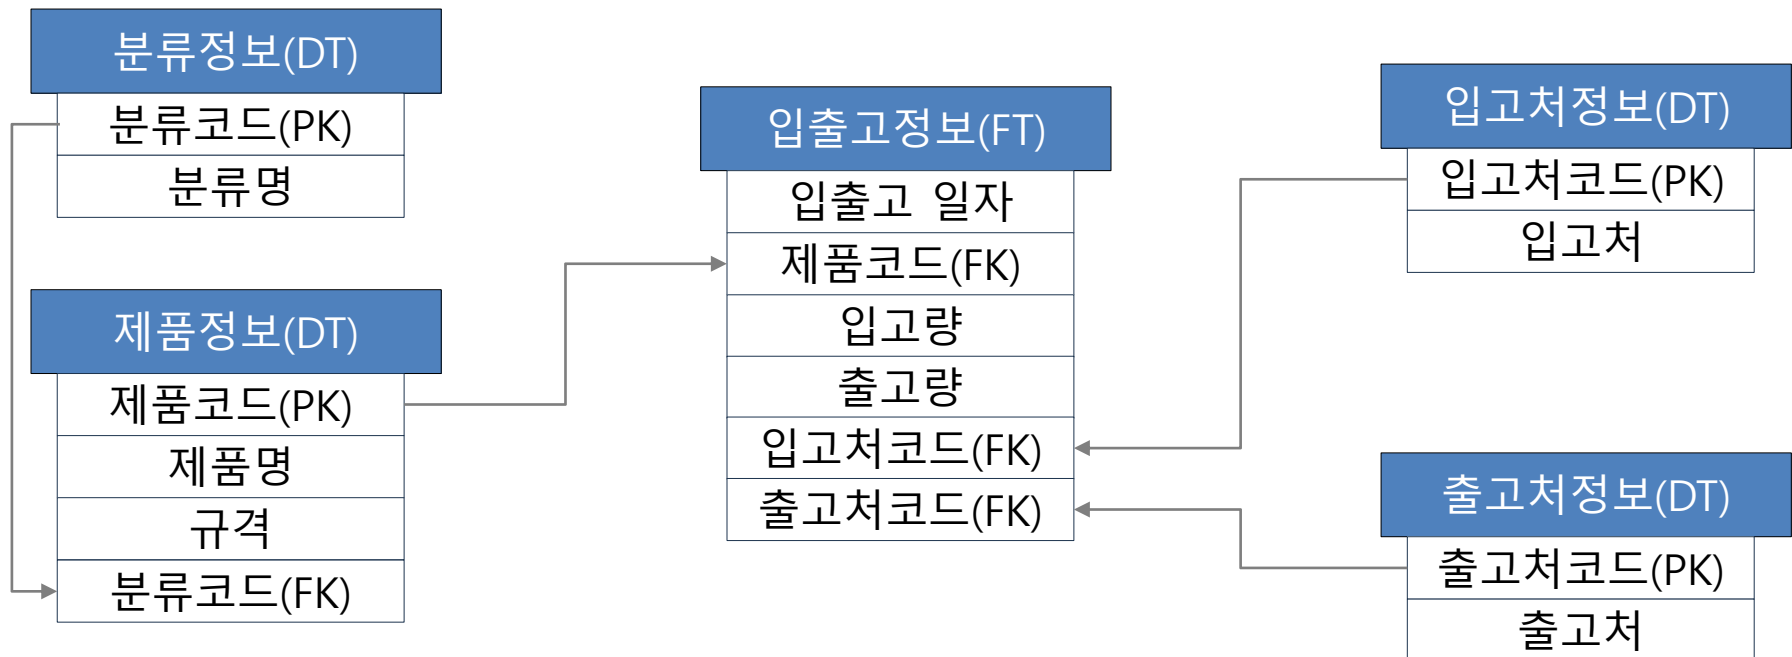 분류정보(DT)
분류코드(PK)
분류명
제품정보(DT)
제품코드(PK)
제품명
규격
분류코드(FK)
입출고정보(FT)
입출고 일자
제품코드(FK)
입고량
출고량
입고처코드(FK)
출고처코드(FK)
입고처정보(DT)
입고처코드(PK)
입고처
출고처정보(DT)
출고처코드(PK)
출고처